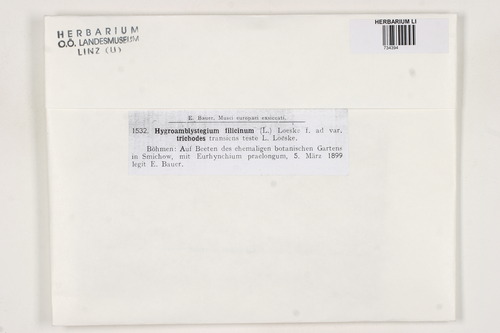 HERBARIUM
O.Ö. LANDESMUSEUM
LINZ (LI)
HERBARIUM LI
734394
E. Bauer, Musci europaei exsiccati.
1532. Hygroamblystegium filicinum (L.) Loeske f. ad var.
trichodes transiens teste L. Loeske.
Böhmen: Auf Beeten des ehemaligen botanischen Gartens
in Smichow, mit Eurhynchium praelongum, 5. März 1899
legit E. Bauer.